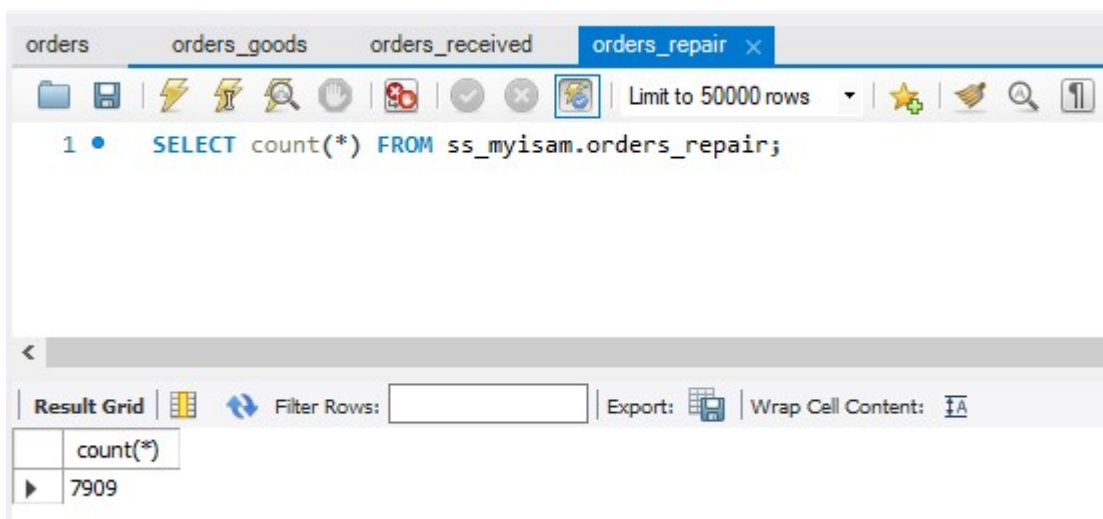 orders orders_goods orders_received orders_repair
Limit to 50000 rows
1 SELECT count(*) FROM ss_myisam.orders_repair;
Result Grid Filter Rows: Export: Wrap Cell Content:
count(*)
7909